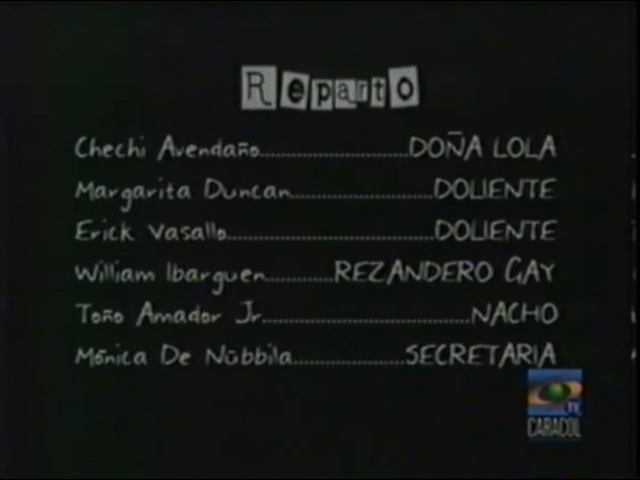 Reparto
Chechi Avendaño..................DOÑA LOLA
Margarita Duncan.................DOLIENTE
Erick Vasallo........................DOLIENTE
William Ibarguen........REZANDERO GAY
Toño Amador Jr.........................NACHO
Mónica De Nübbila.............SECRETARIA
TV
CARACOL